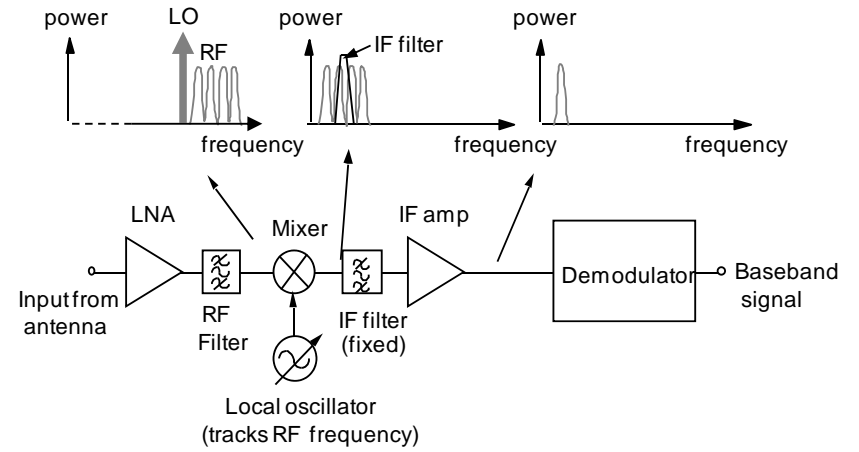 power
LO
RF
frequency
power
IF filter
frequency
power
frequency
LNA
Mixer
IF amp
Input from
antenna
RF
Filter
IF filter
(fixed)
Demodulator
Baseband
signal
Local oscillator
(tracks RF frequency)